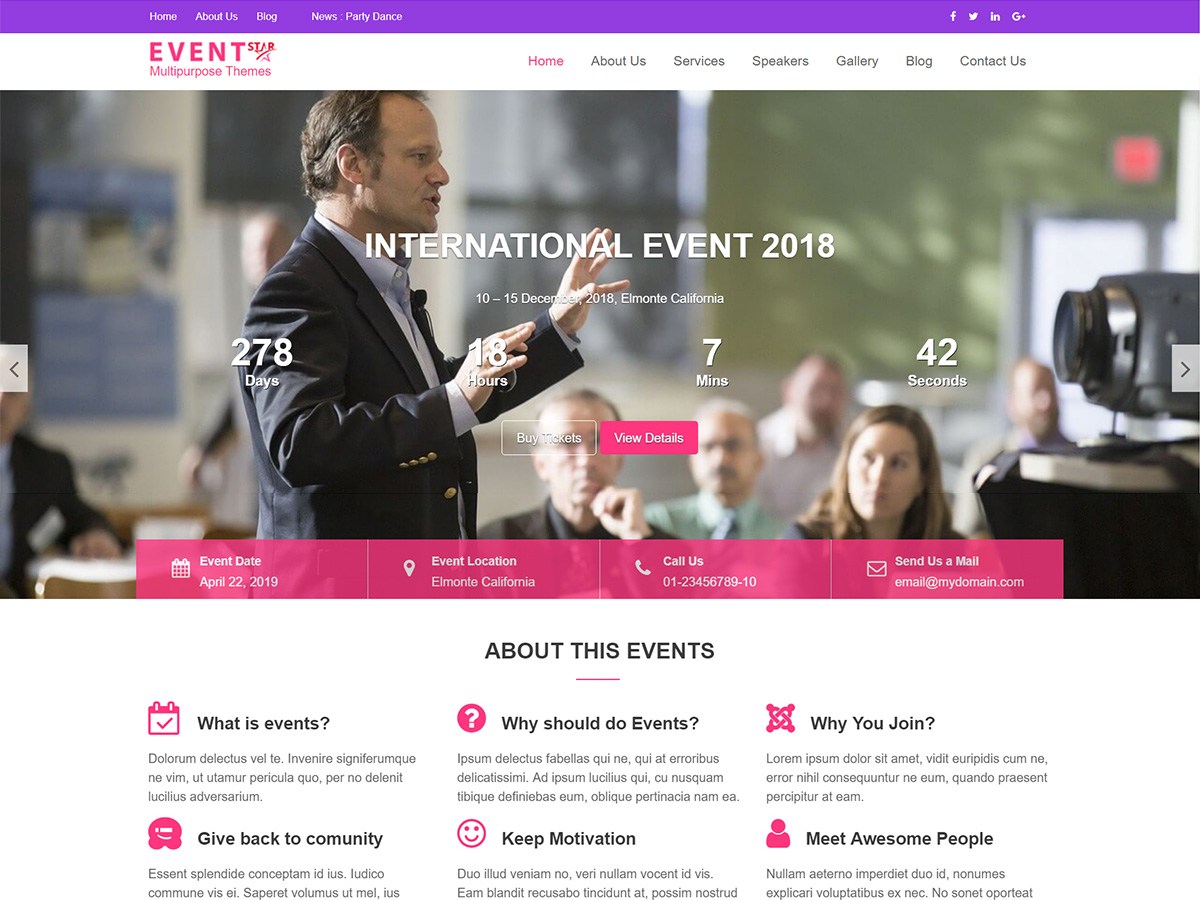 Home About Us Blog News : Party Dance
EVENT STAR
Multipurpose Themes
Home About Us Services Speakers Gallery Blog Contact Us
INTERNATIONAL EVENT 2018
10 – 15 December, 2018, Elmonte California
278 18 7 42
Days Hours Mins Seconds
Buy Tickets View Details
Event Date Event Location Call Us Send Us a Mail
April 22, 2019 Elmonte California 01-23456789-10 email@mydomain.com
ABOUT THIS EVENTS
What is events?
Dolorum delectus vel te. Invenire signiferumque
ne vim, ut utamur pericula quo, per no delenit
lucilius adversarium.
Why should do Events?
Ipsum delectus fabellas qui ne, qui at erroribus
delicatissimi. Ad ipsum lucilius qui, cu nusquam
tibique definiebas eum, oblique pertinacia nam ea.
Why You Join?
Lorem ipsum dolor sit amet, vidit euripidis cum ne,
error nihil consequuntur ne eum, quando praesent
percipitur at eam.
Give back to comunity
Essent splendide conceptam id ius. Iudico
commune vis ei. Saperet volumus ut mel, ius
Keep Motivation
Duo illud veniam no, veri nullam vocent id vis.
Eam blandit recusabo tincidunt at, possim nostrud
Meet Awesome People
Nullam aeterno imperdiet duo id, nonumes
explicari voluptatibus ex nec. No sonet oporteat